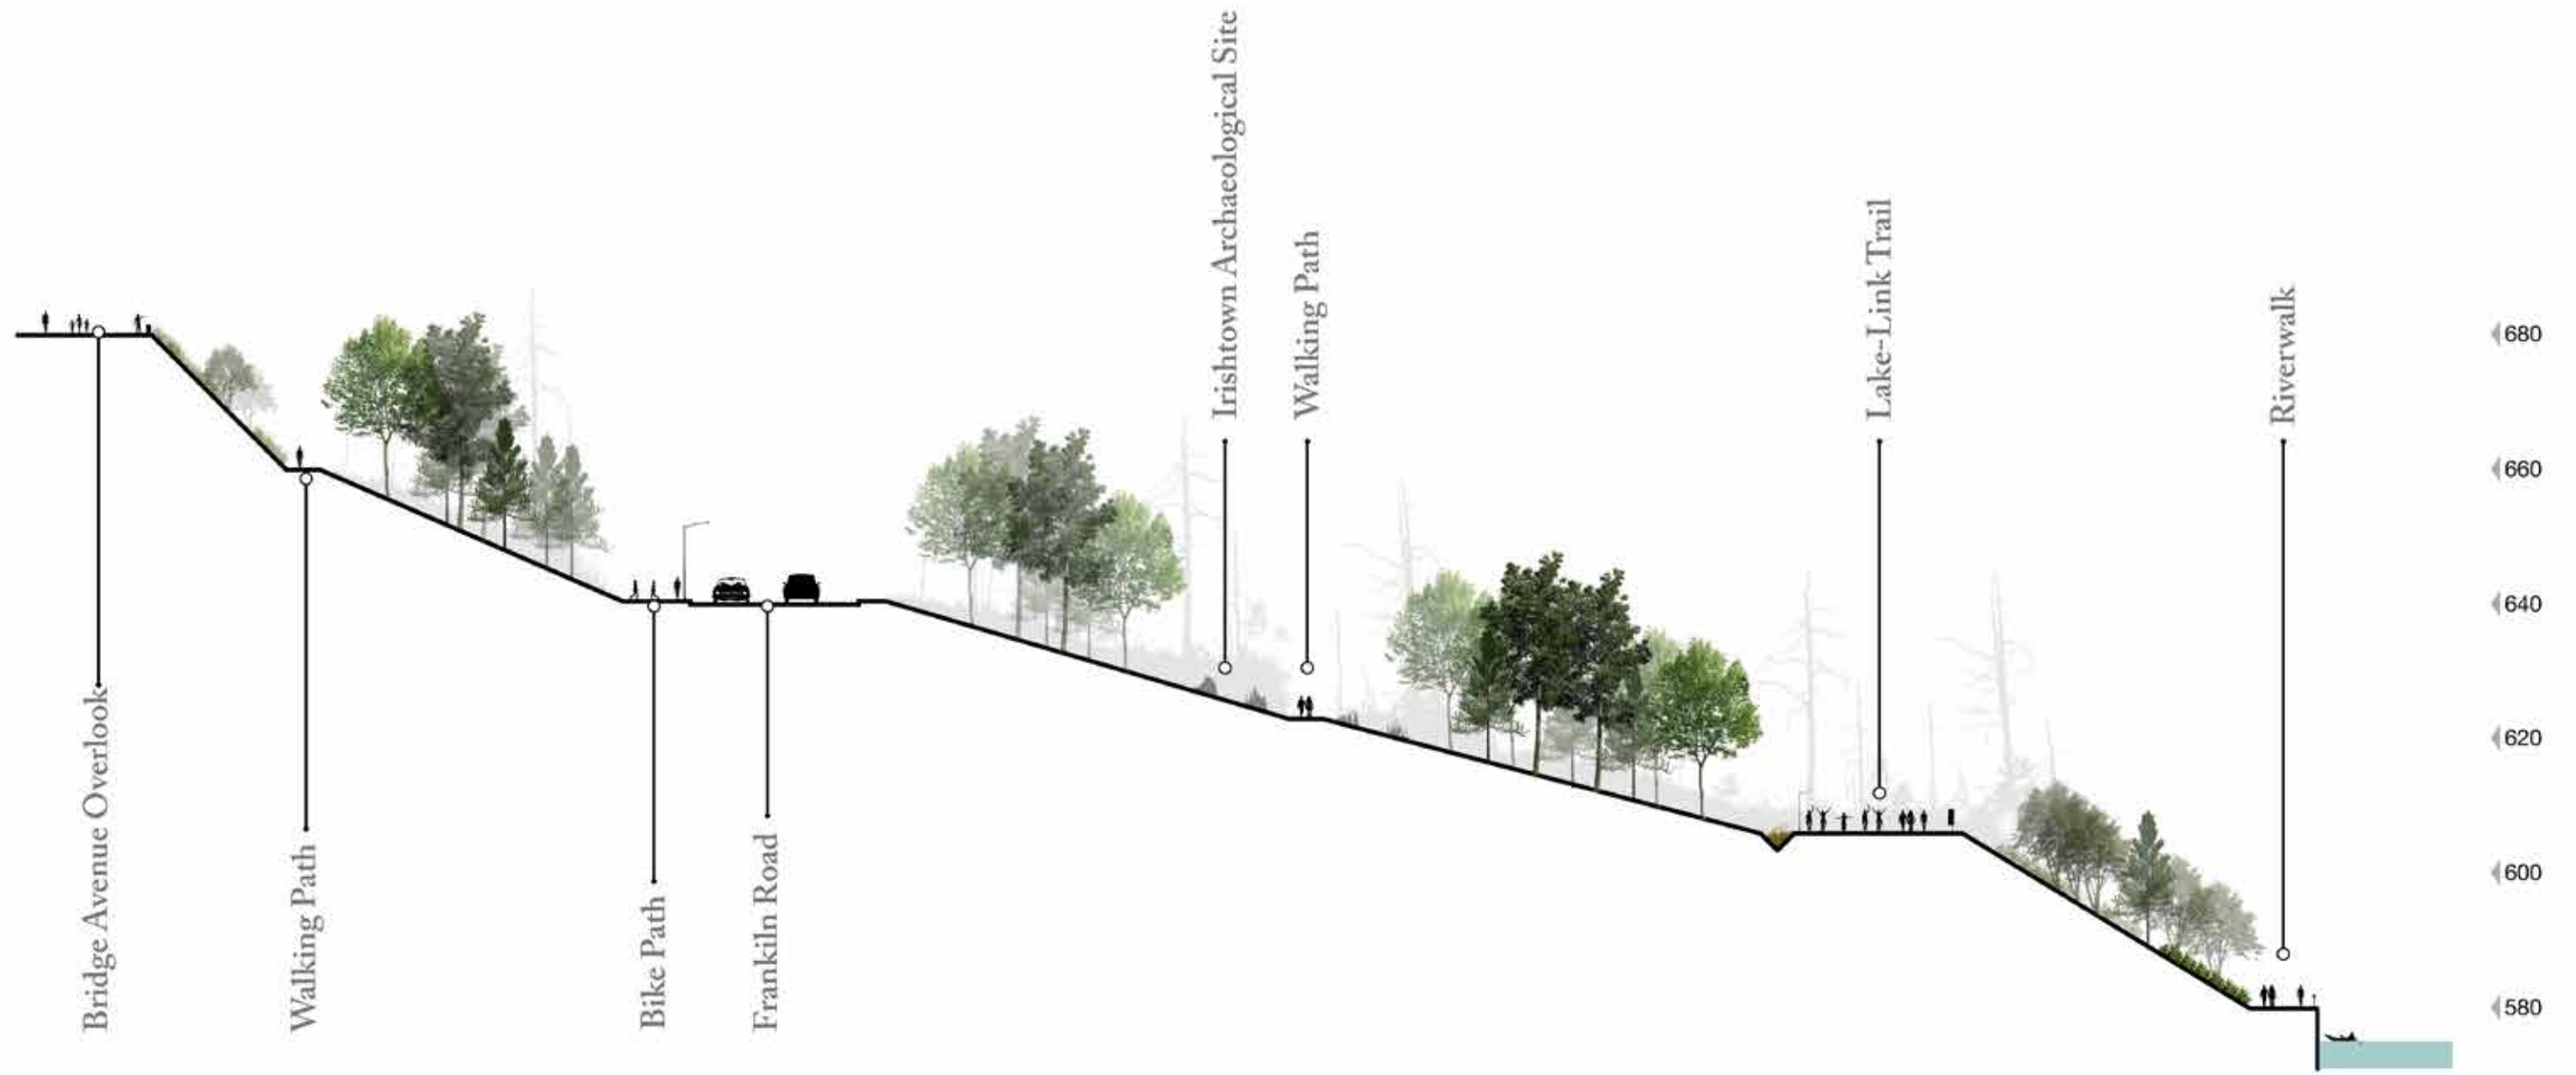 Bridge Avenue Overlook
Walking Path
Bike Path
Frankiln Road
Irishtown Archaeological Site
Walking Path
Lake-Link Trail
Riverwalk
680
660
640
620
600
580